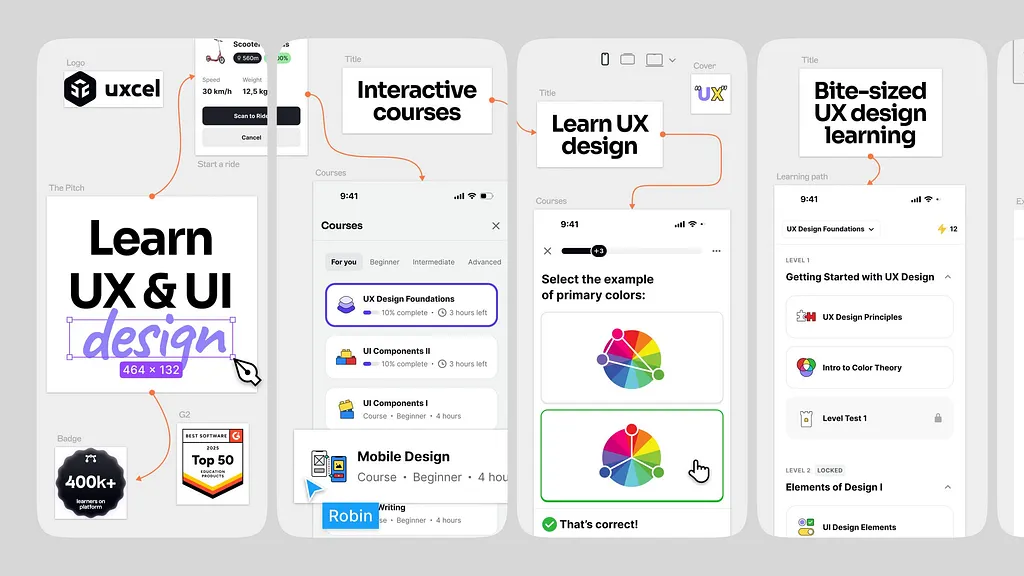 Logo
uxcel
The Pitch
Learn
UX & UI
design
464 × 132
Badge
400k+
learners on
platform
G2
BEST SOFTWARE
2025
Top 50
EDUCATION
PRODUCTS
Scooter
560m
Speed
Weight
30 km/h
12,5 kg
Scan to Ride
Cancel
Start a ride
Title
Interactive
courses
Courses
9:41
Courses
For you
Beginner
Intermediate
Advanced
UX Design Foundations
10% complete • 3 hours left
UI Components II
10% complete • 3 hours left
UI Components I
Course • Beginner • 4 hours
Mobile Design
Course • Beginner • 4 hou
Robin
Writing
Beginner • 4 hours
Title
Learn UX
design
Cover
“UX”
Courses
9:41
+3
Select the example
of primary colors:
That’s correct!
Title
Bite-sized
UX design
learning
Learning path
9:41
UX Design Foundations
12
LEVEL 1
Getting Started with UX Design
UX Design Principles
Intro to Color Theory
Level Test 1
LEVEL 2
LOCKED
Elements of Design I
UI Design Elements